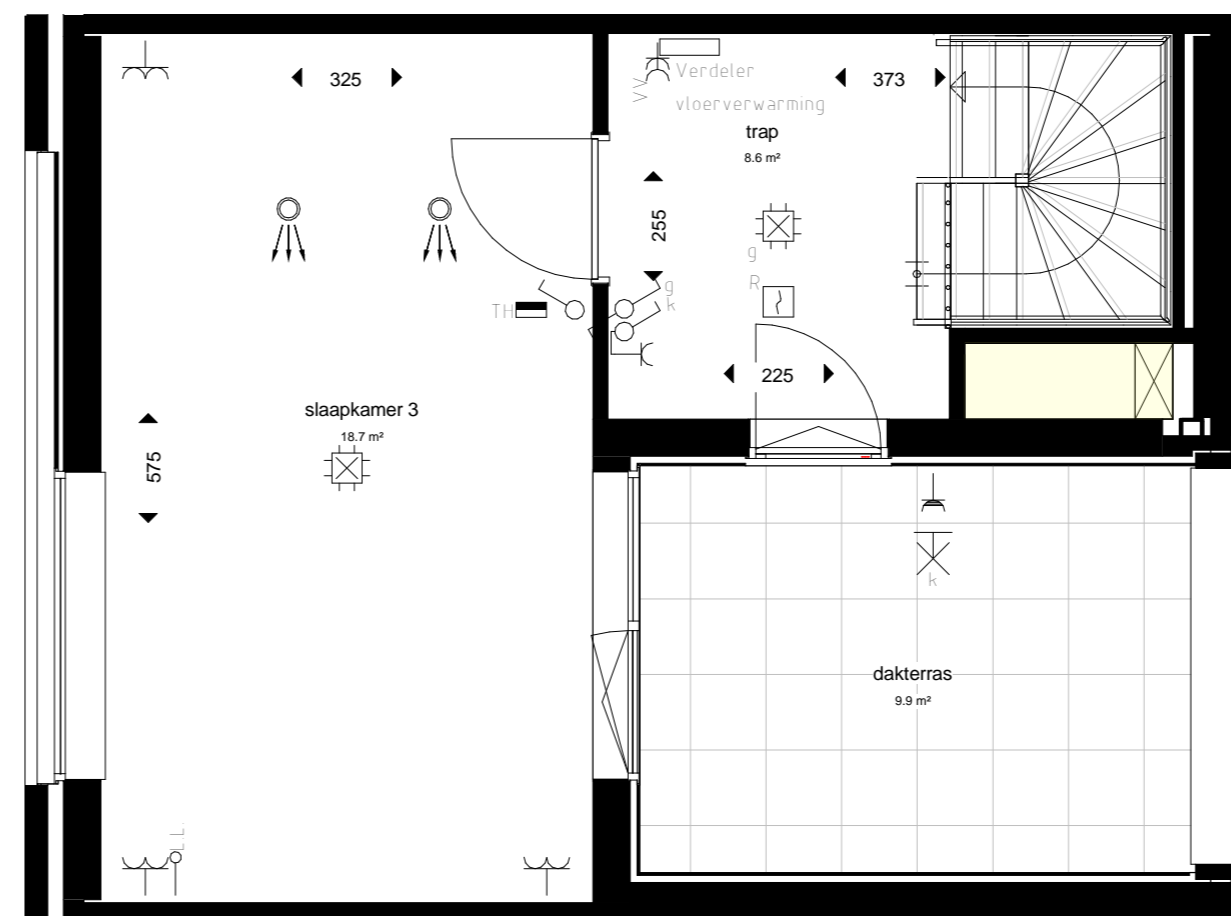 325
VV
Verdeler
vloerverwarming
373
trap
8.6 m²
255
g
R
TH
g
k
225
slaapkamer 3
18.7 m²
575
k
dakterras
9.9 m²
L.L.